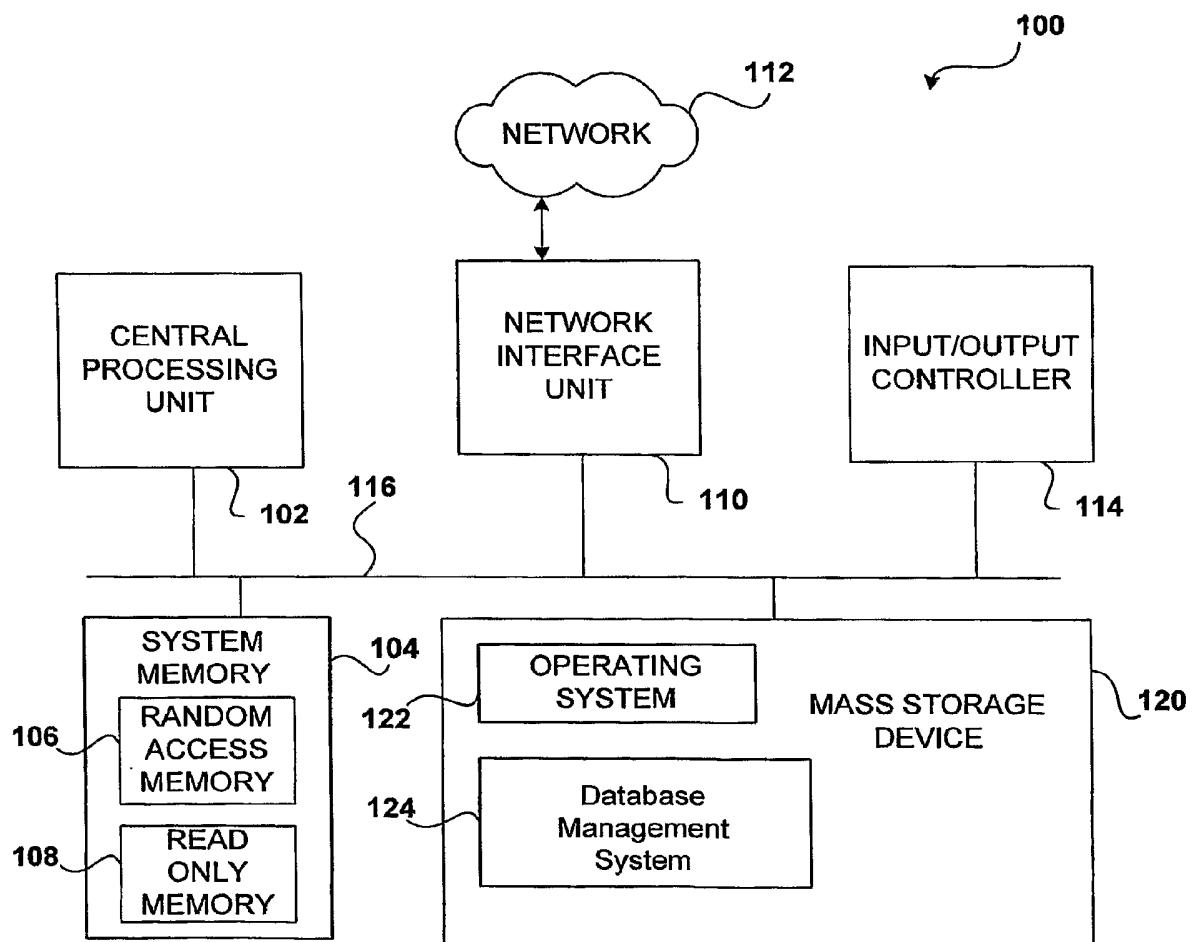 100
112
NETWORK
CENTRAL
PROCESSING
UNIT
NETWORK
INTERFACE
UNIT
INPUT/OUTPUT
CONTROLLER
102
116
110
114
SYSTEM
MEMORY
104
106
RANDOM
ACCESS
MEMORY
108
READ
ONLY
MEMORY
OPERATING
SYSTEM
122
MASS STORAGE
DEVICE
120
124
Database
Management
System